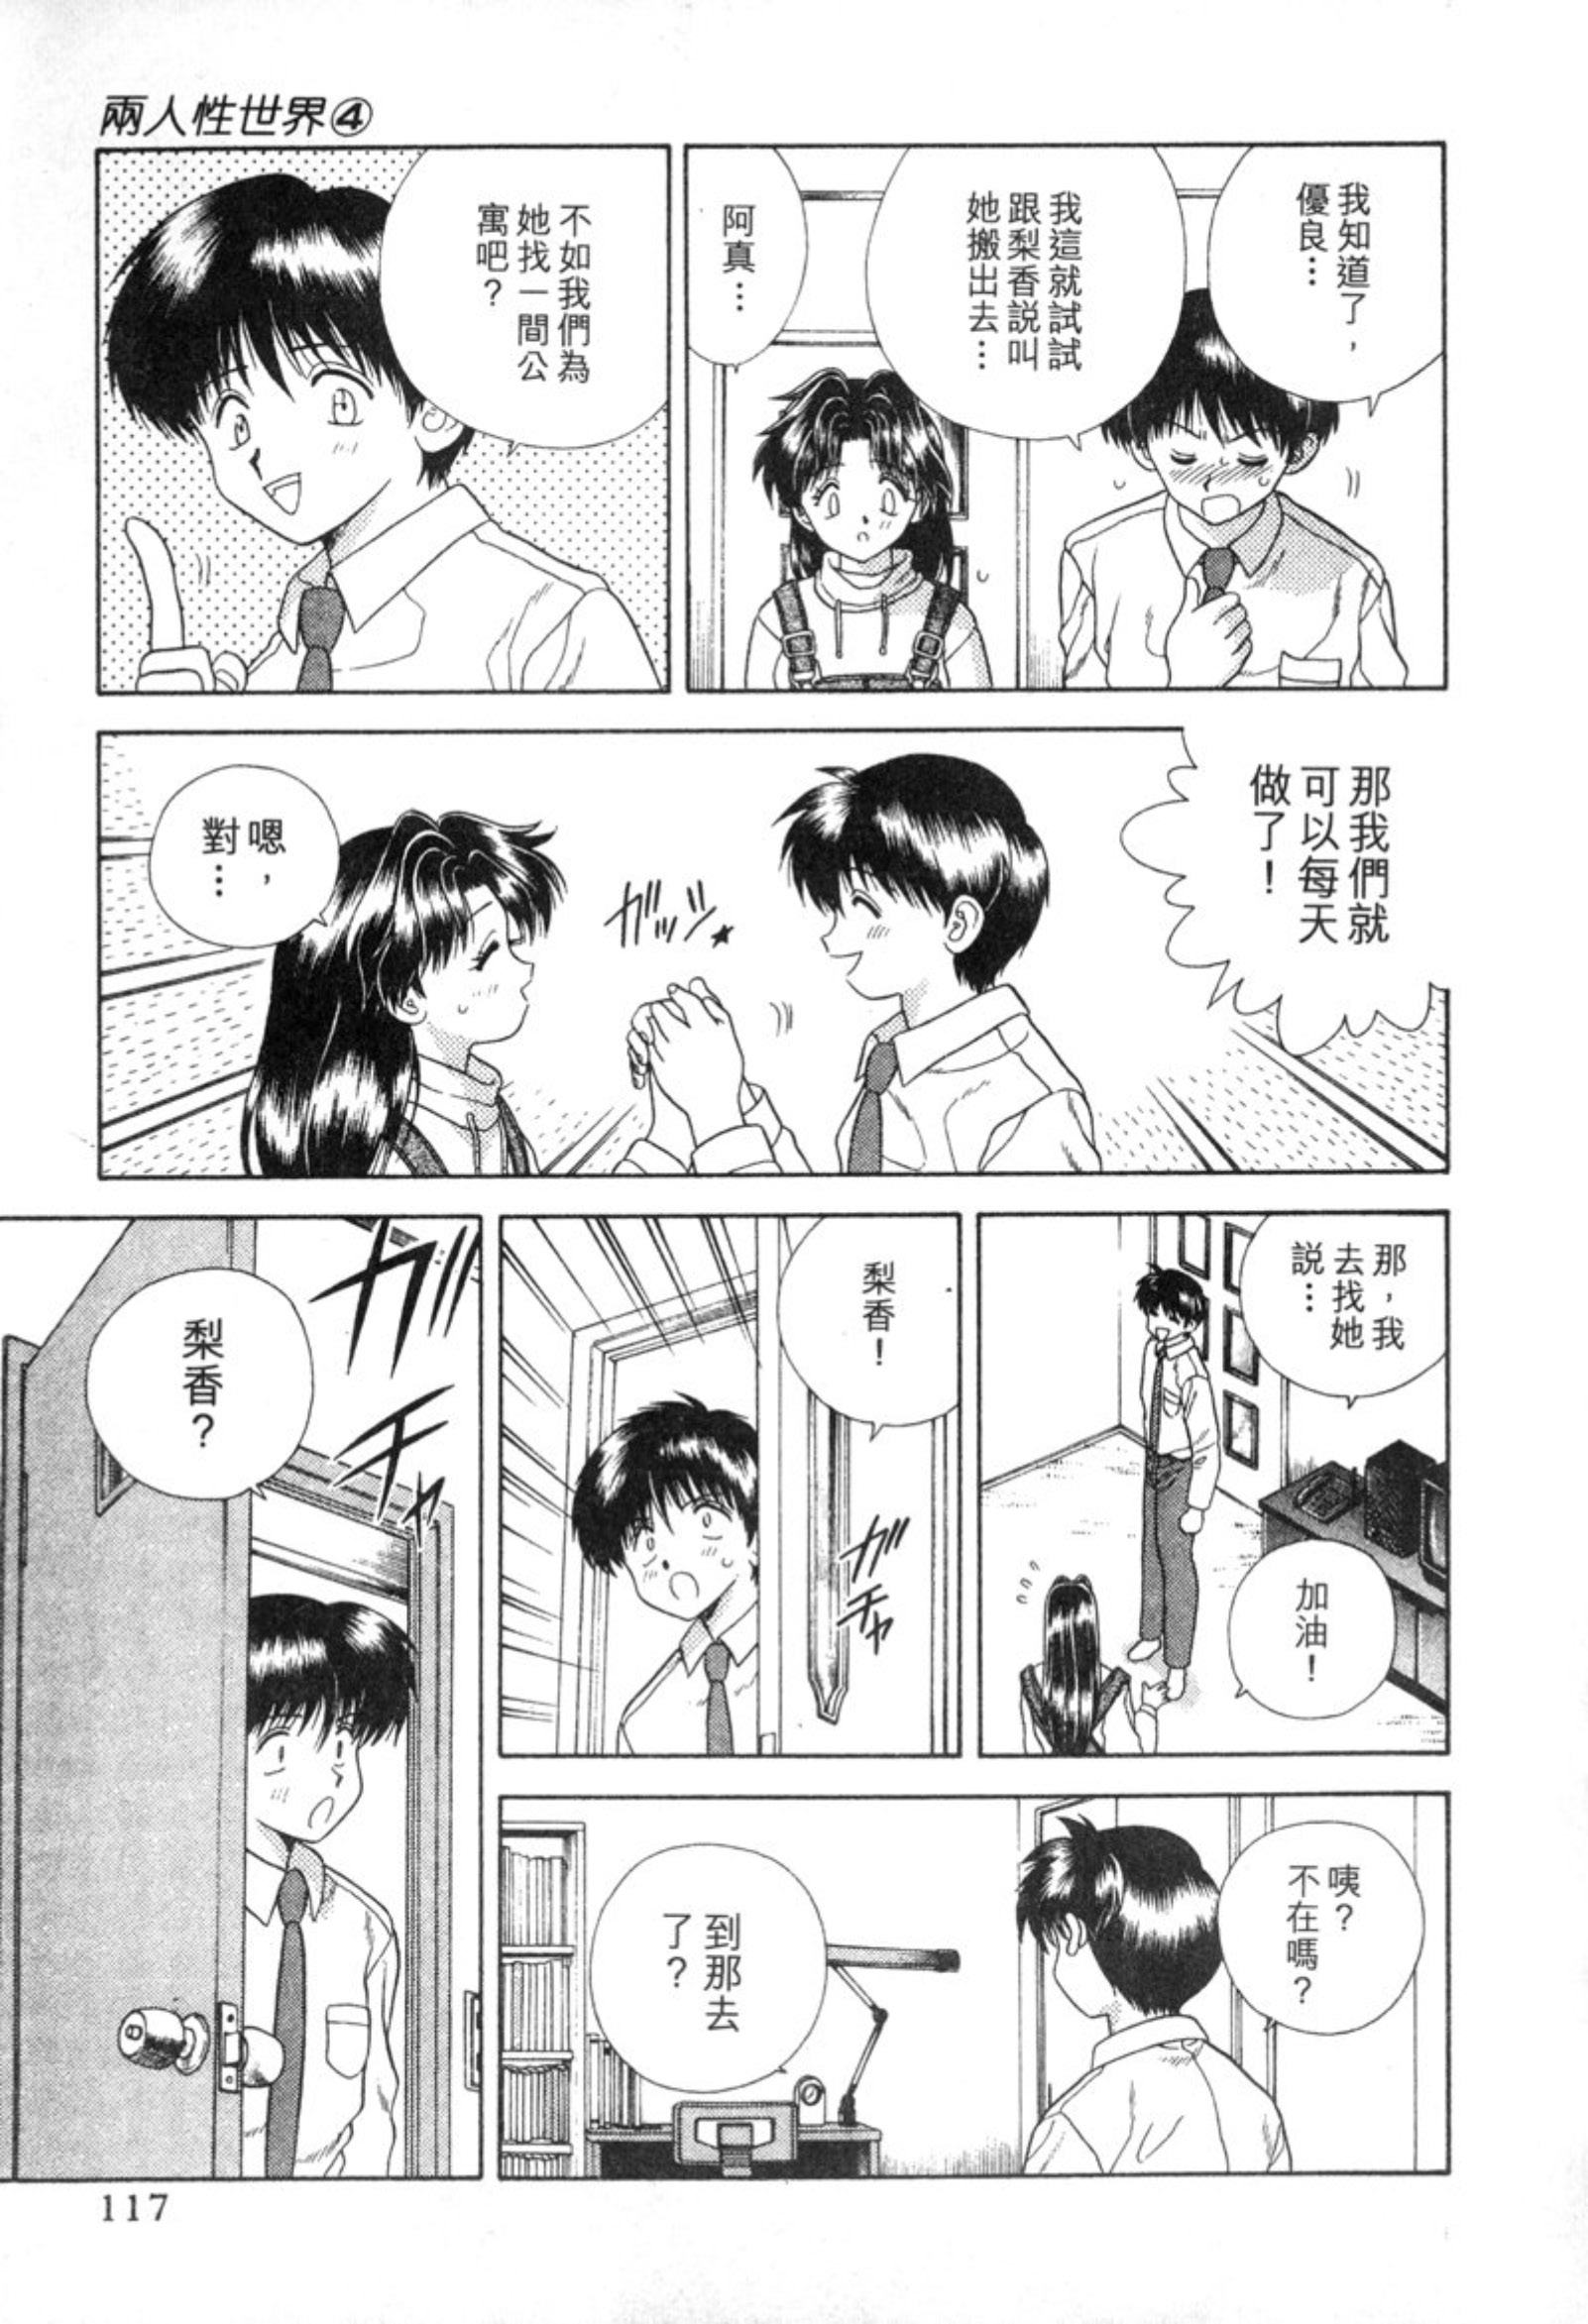 兩人性世界④
我知道了，
優良…
我這就試試
跟梨香説叫
她搬出去…
阿真…
不如我們為
她找一間公
寓吧？
那我們就
可以每天
做了！
ガッツ★
嗯，
對…
那，我
去找她
説…
加油！
梨香！
ガチャ
ガチャ
梨香？
咦？
不在嗎？
到那去
了？
117